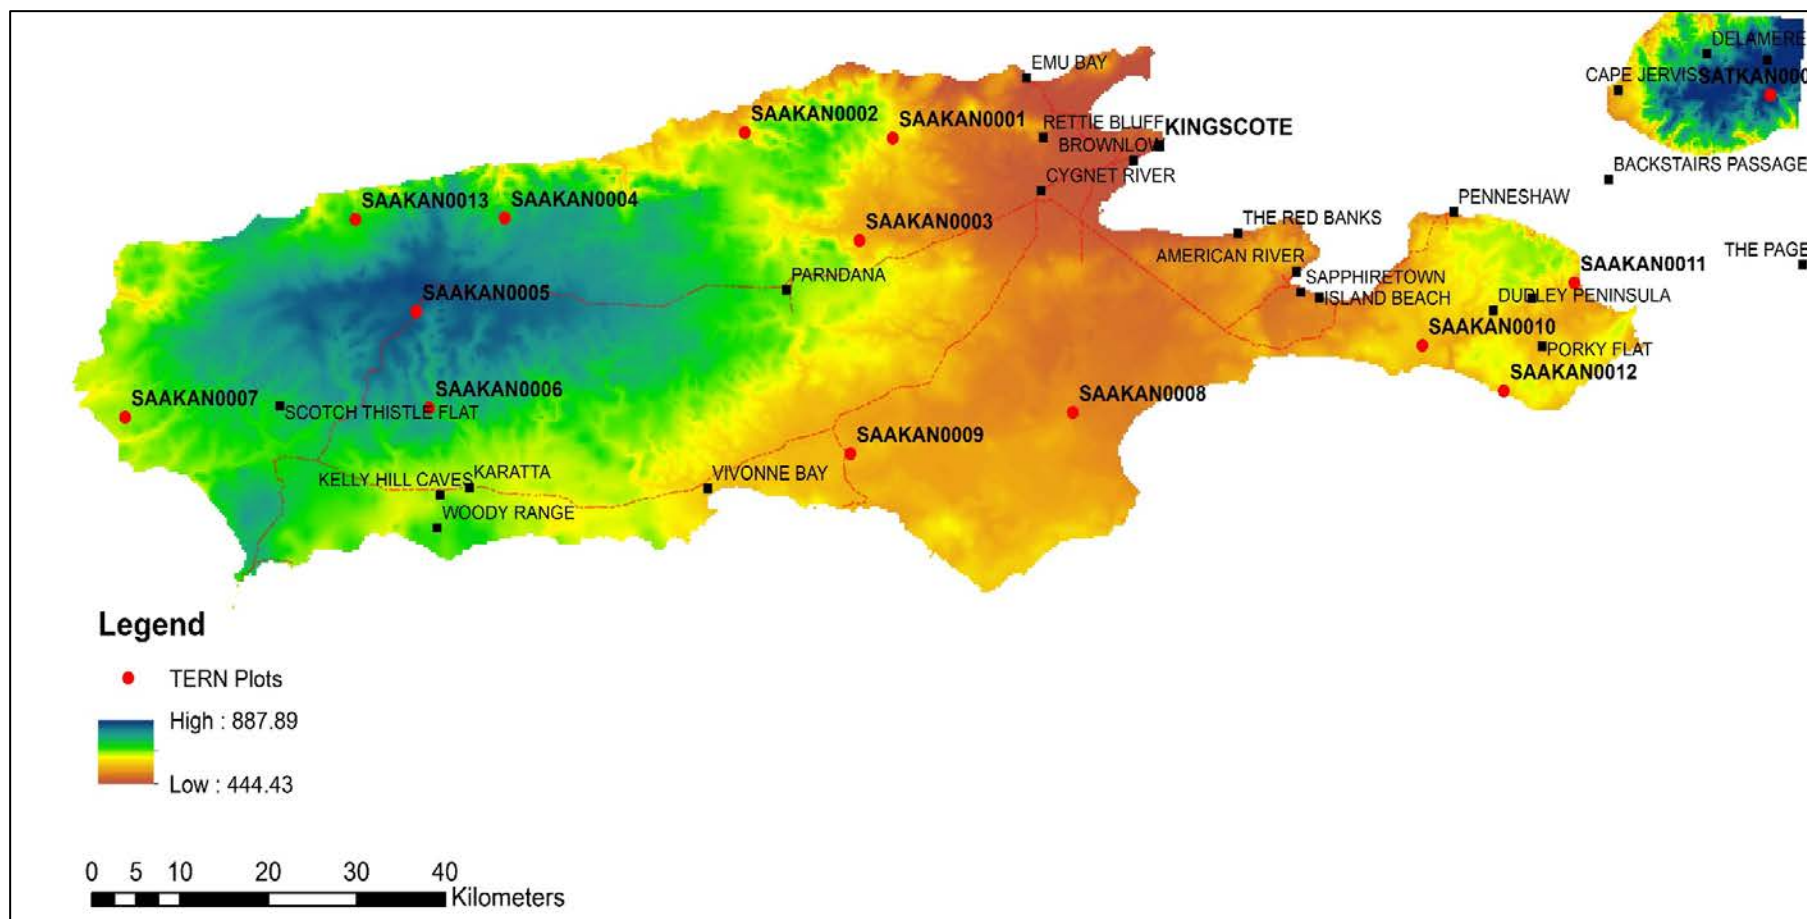 DELAMERE
EMU BAY
CAPE JERVIS
SATKAN000
SAAKAN0002
SAAKAN0001
RETTIE BLUFF
KINGSCOTE
BROWNLOW
BACKSTAIRS PASSAGE
CYGNET RIVER
SAAKAN0013
SAAKAN0004
PENNESHAW
SAAKAN0003
THE RED BANKS
AMERICAN RIVER
THE PAGE
SAAKAN0011
PARNDANA
SAPPHIRETOWN
SAAKAN0005
ISLAND BEACH
DUDLEY PENINSULA
SAAKAN0010
PORKY FLAT
SAAKAN0012
SAAKAN0007
SAAKAN0006
SCOTCH THISTLE FLAT
SAAKAN0008
SAAKAN0009
KELLY HILL CAVES
KARATTA
VIVONNE BAY
WOODY RANGE
Legend
TERN Plots
High : 887.89
Low : 444.43
0 5 10 20 30 40
Kilometers